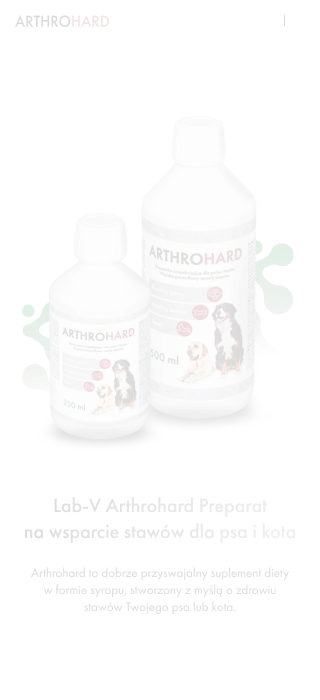 ARTHROHARD
ARTHROHARD
500 ml
ARTHROHARD
250 ml
Lab-V Arthrohard Preparat
na wsparcie stawów dla psa i kota
Arthrohard to dobrze przyswajalny suplement diety
w formie syropu, stworzony z myślą o zdrowiu
stawów Twojego psa lub kota.